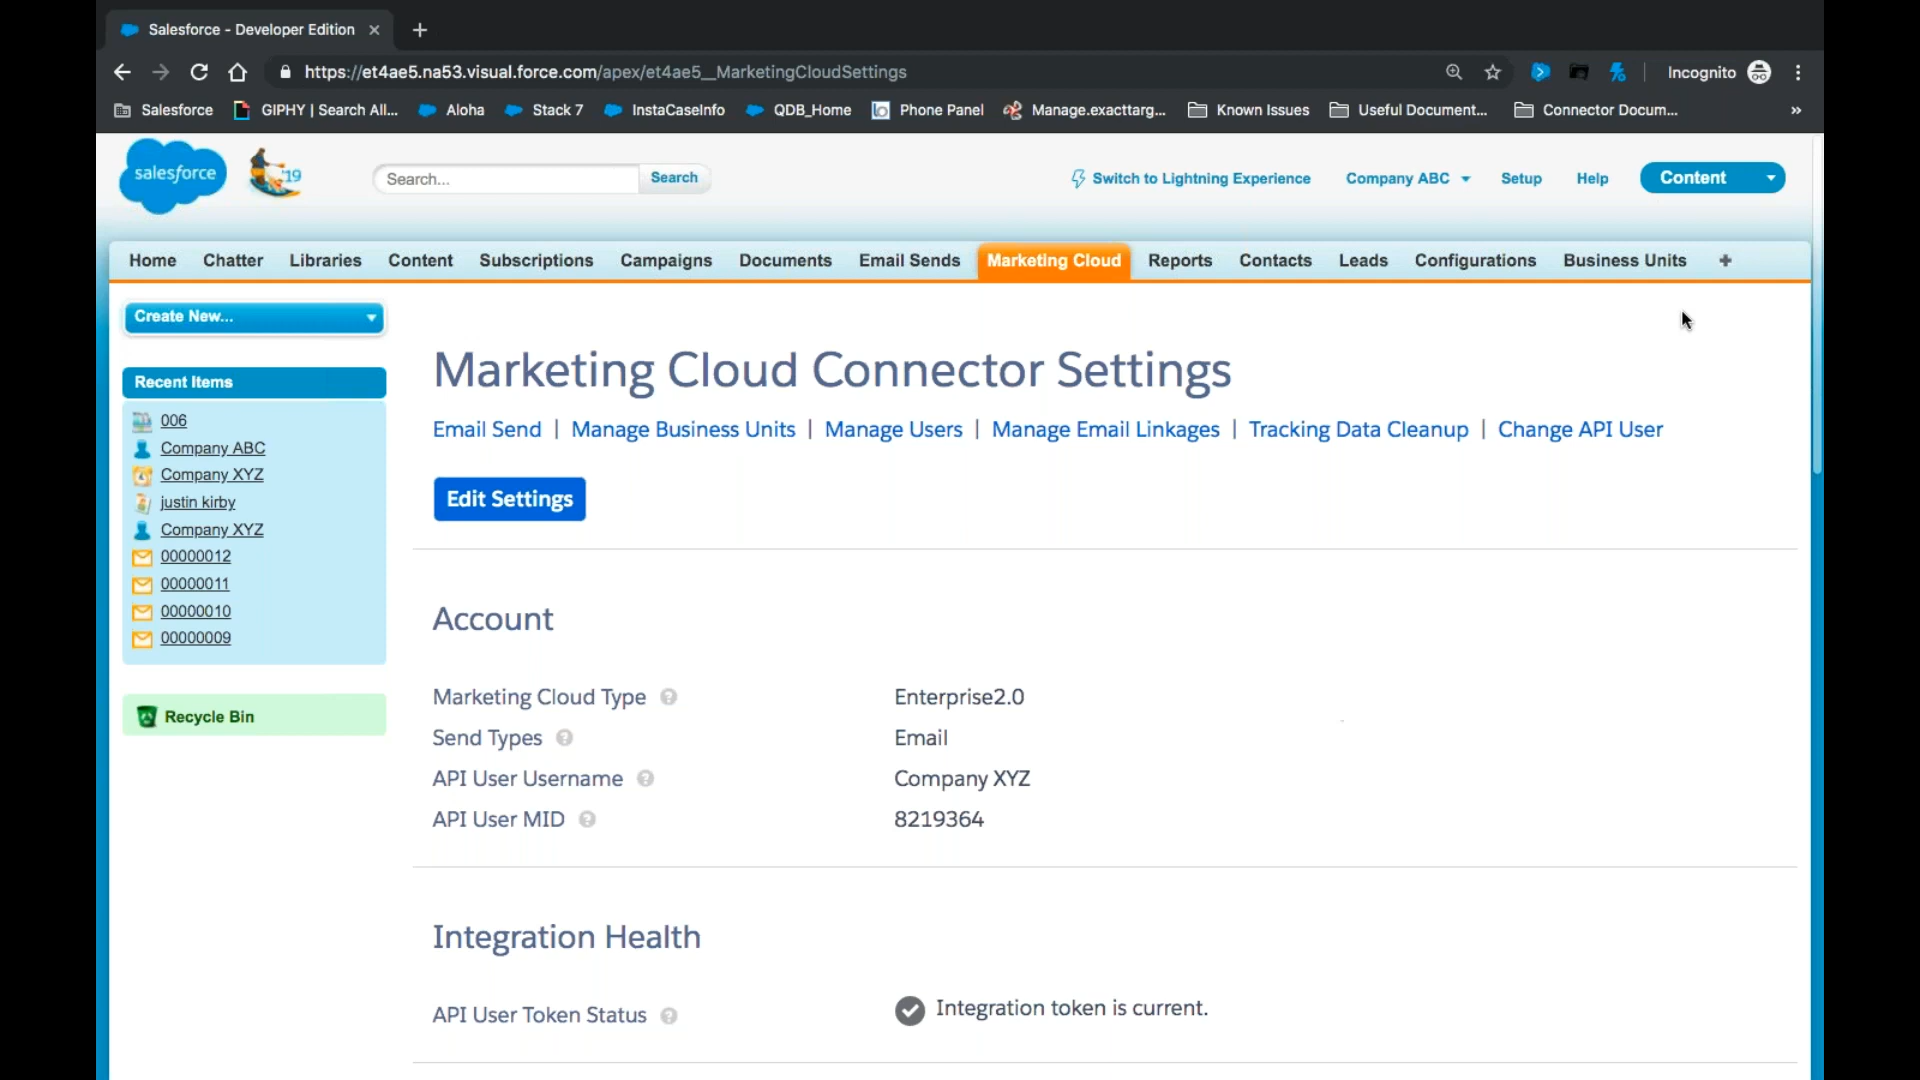 Salesforce - Developer Edition
https://et4ae5.na53.visual.force.com/apex/et4ae5__MarketingCloudSettings
Incognito
Salesforce GIPHY | Search All... Aloha Stack 7 InstaCaseInfo QDB_Home Phone Panel Manage.exacttarg... Known Issues Useful Document... Connector Docum... »
salesforce '19 Search... Search Switch to Lightning Experience Company ABC Setup Help Content
Home Chatter Libraries Content Subscriptions Campaigns Documents Email Sends Marketing Cloud Reports Contacts Leads Configurations Business Units +
Create New...
Recent Items
006
Company ABC
Company XYZ
justin kirby
Company XYZ
00000012
00000011
00000010
00000009
Recycle Bin
Marketing Cloud Connector Settings
Email Send | Manage Business Units | Manage Users | Manage Email Linkages | Tracking Data Cleanup | Change API User
Edit Settings
Account
Marketing Cloud Type ? Enterprise2.0
Send Types ? Email
API User Username ? Company XYZ
API User MID ? 8219364
Integration Health
API User Token Status ? Integration token is current.